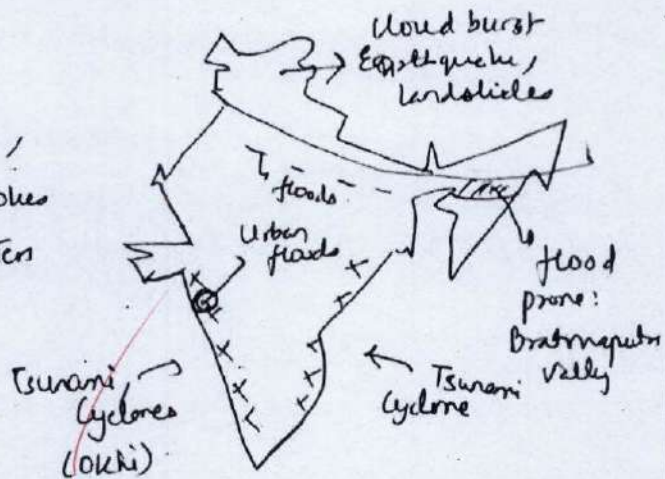 cloud burst
Earthquake,
Landslides
floods
Urban
floods
flood
prone:
Brahmaputra
Valley
Tsunami,
Cyclones
(OKhi)
Tsunami
Cyclone